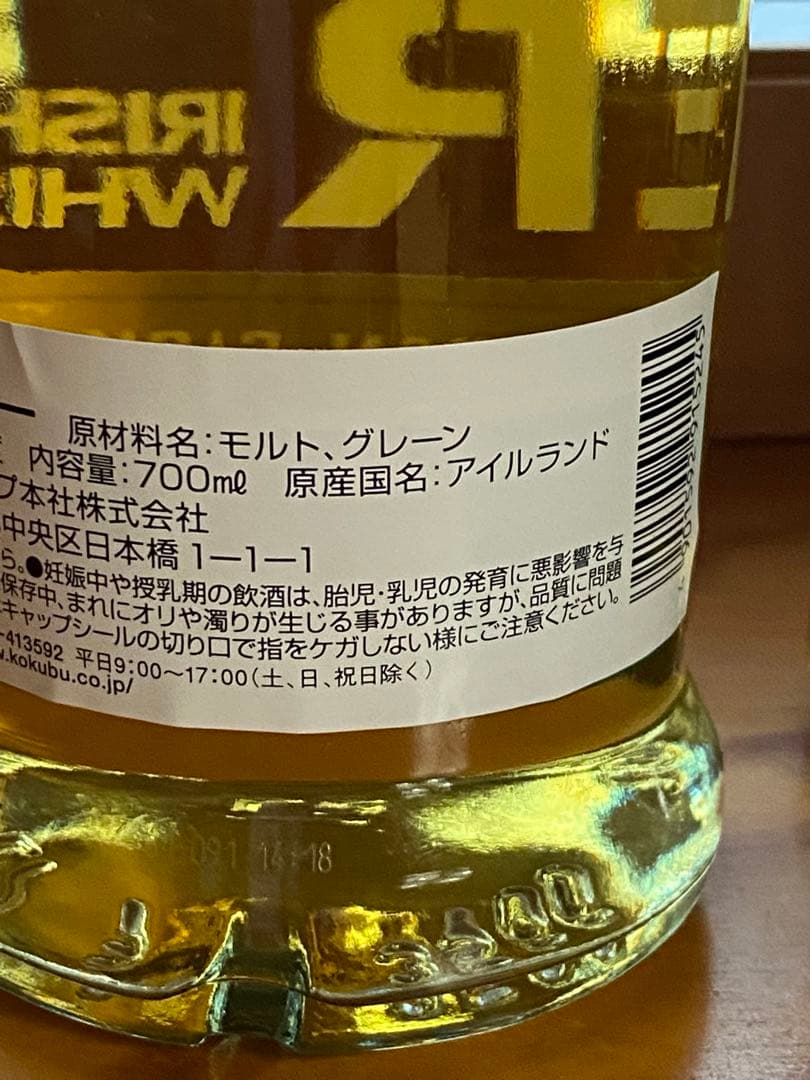 IRISH
WHI
R
E
原材料名：モルト、グレーン
内容量：700㎖ 原産国名：アイルランド
プ本社株式会社
中央区日本橋1-1-1
ら。●妊娠中や授乳期の飲酒は、胎児・乳児の発育に悪影響を与
保存中、まれにオリや濁りが生じる事がありますが、品質に問題
キャップシールの切り口で指をケガしない様にご注意ください。
-413592 平日9：00～17：00（土、日、祝日除く）
w.kokubu.co.jp/